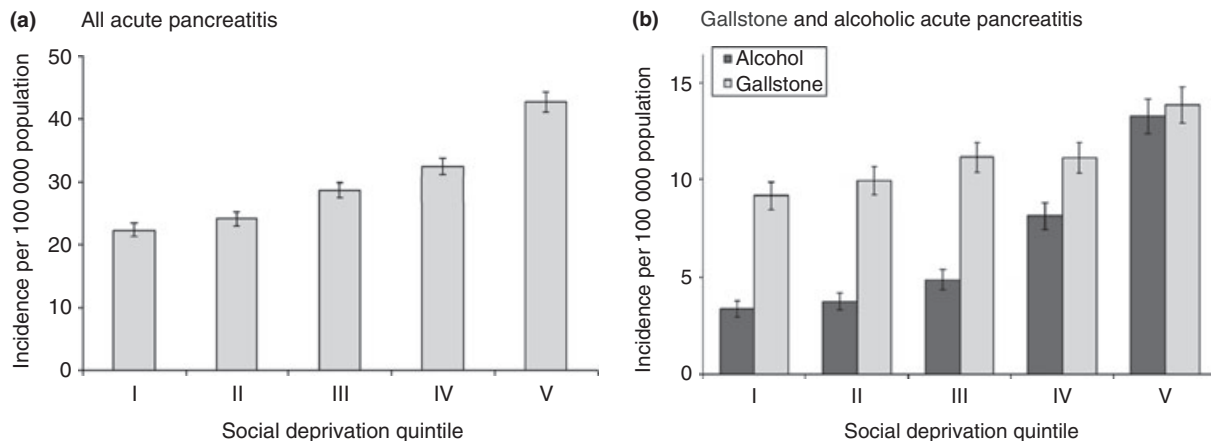 (a) All acute pancreatitis
Incidence per 100 000 population
50
40
30
20
10
0
I II III IV V
Social deprivation quintile
(b) Gallstone and alcoholic acute pancreatitis
Alcohol
Gallstone
Incidence per 100 000 population
15
10
5
0
I II III IV V
Social deprivation quintile